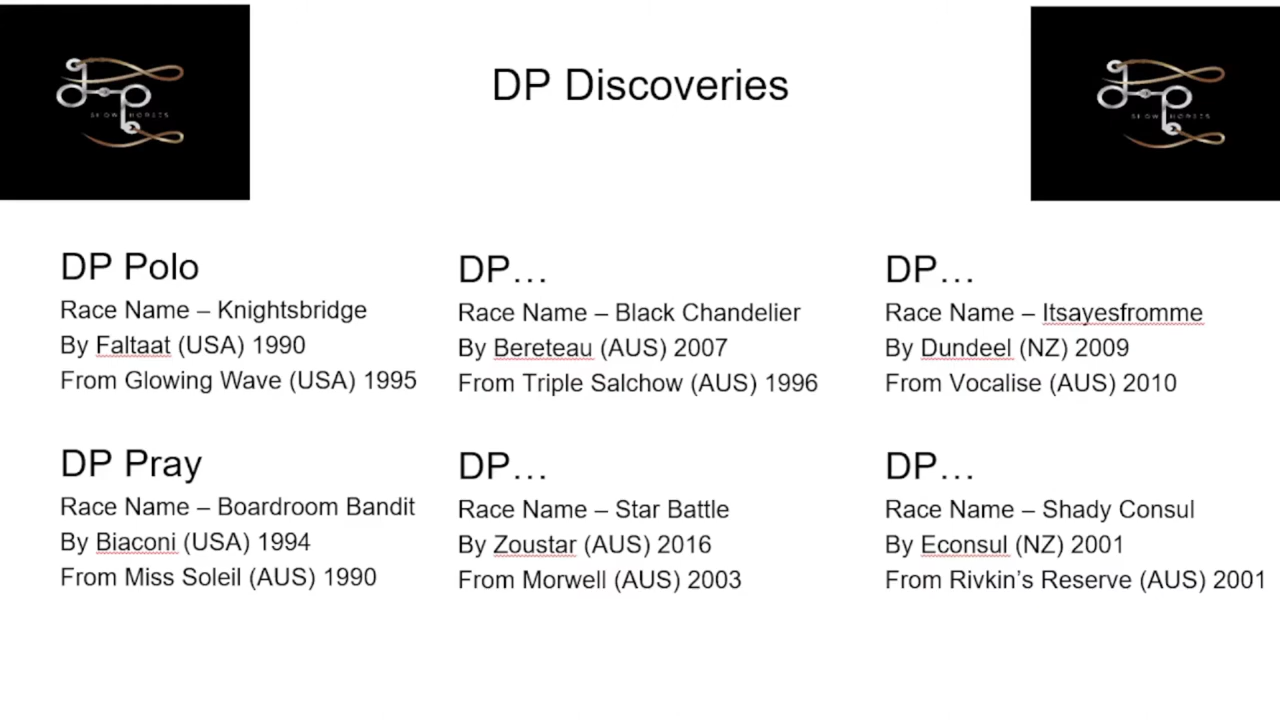 DP Discoveries
SHOW HORSES
SHOW HORSES
DP Polo
Race Name – Knightsbridge
By Faltaat (USA) 1990
From Glowing Wave (USA) 1995
DP…
Race Name – Black Chandelier
By Bereteau (AUS) 2007
From Triple Salchow (AUS) 1996
DP…
Race Name – Itsayesfromme
By Dundeel (NZ) 2009
From Vocalise (AUS) 2010
DP Pray
Race Name – Boardroom Bandit
By Biaconi (USA) 1994
From Miss Soleil (AUS) 1990
DP…
Race Name – Star Battle
By Zoustar (AUS) 2016
From Morwell (AUS) 2003
DP…
Race Name – Shady Consul
By Econsul (NZ) 2001
From Rivkin’s Reserve (AUS) 2001